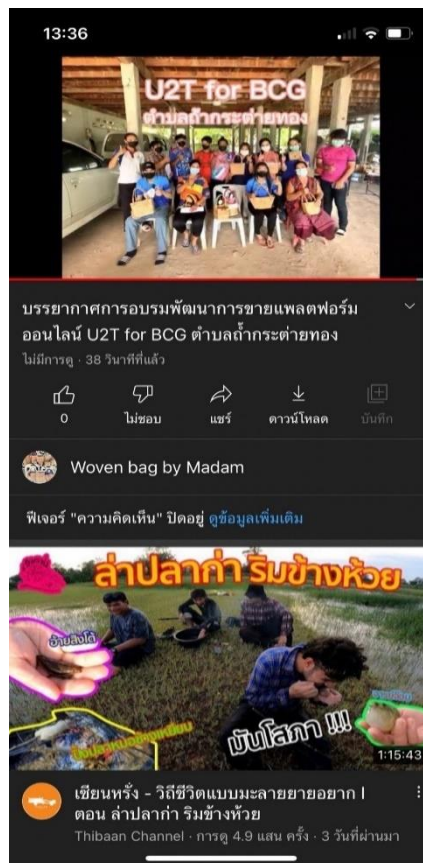 13:36
U2T for BCG
ตำบลถ้ำกระต่ายทอง
บรรยากาศการอบรมพัฒนาการขายแพลตฟอร์ม
ออนไลน์ U2T for BCG ตำบลถ้ำกระต่ายทอง
ไม่มีการดู · 38 วินาทีที่แล้ว
0
ไม่ชอบ
แชร์
ดาวน์โหลด
บันทึก
Woven bag by Madam
ฟีเจอร์ "ความคิดเห็น" ปิดอยู่ ดูข้อมูลเพิ่มเติม
ล่าปลาก่ำ ริมข้างห้วย
มันโสภา !!!
1:15:43
เซียนหรั่ง - วิถีชีวิตแบบมะลายยายอยาก l
ตอน ล่าปลาก่ำ ริมข้างห้วย
Thibaan Channel · การดู 4.9 แสน ครั้ง · 3 วันที่ผ่านมา